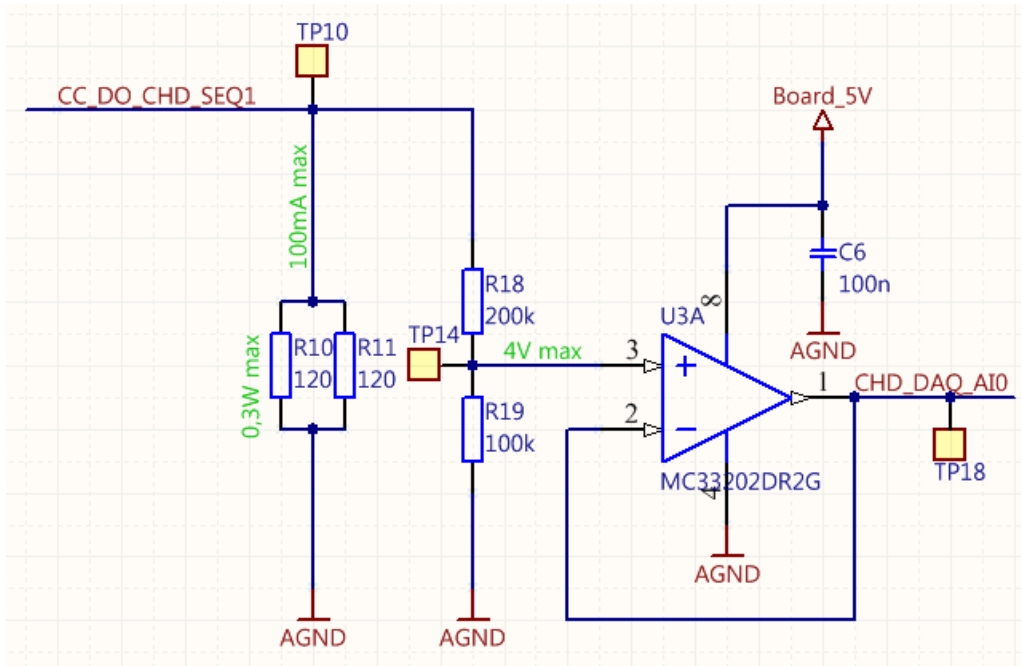 TP10
CC_DO_CHD_SEQ1
Board_5V
100mA max
C6
100n
8
R18
200k
U3A
TP14
4V max
3
AGND
0,3W max
R10
120
R11
120
1
CHD_DAQ_AI0
R19
100k
2
TP18
MC33202DR2G
4
AGND
AGND
AGND